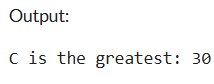 Output:
C is the greatest: 30